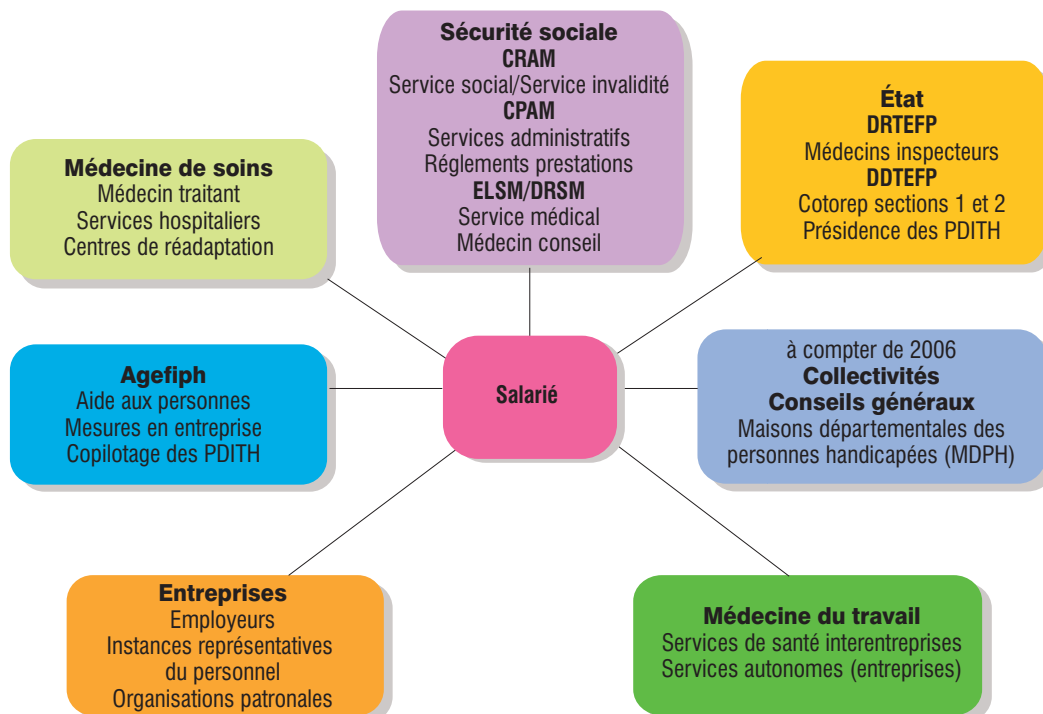 Sécurité sociale
CRAM
Service social/Service invalidité
CPAM
Services administratifs
Réglements prestations
ELSM/DRSM
Service médical
Médecin conseil
État
DRTEFP
Médecins inspecteurs
DDTEFP
Cotorep sections 1 et 2
Présidence des PDITH
Médecine de soins
Médecin traitant
Services hospitaliers
Centres de réadaptation
Agefiph
Aide aux personnes
Mesures en entreprise
Copilotage des PDITH
Salarié
à compter de 2006
Collectivités
Conseils généraux
Maisons départementales des
personnes handicapées (MDPH)
Entreprises
Employeurs
Instances représentatives
du personnel
Organisations patronales
Médecine du travail
Services de santé interentreprises
Services autonomes (entreprises)